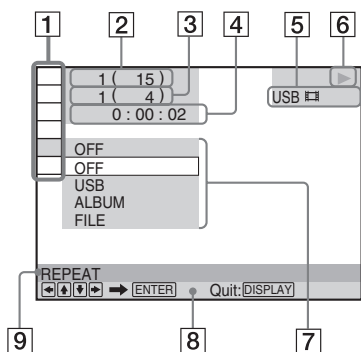 1 2 3 4 5 6
1 ( 15)
1 ( 4)
0 : 00 : 02
USB
OFF
OFF
USB
ALBUM
FILE
REPEAT
ENTER Quit: DISPLAY
9 8 7